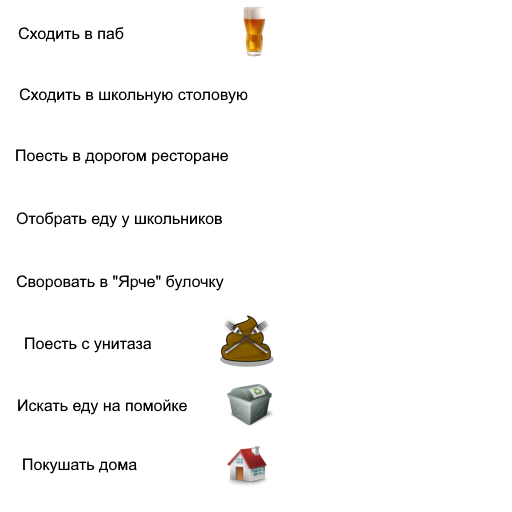 Сходить в паб
Сходить в школьную столовую
Поесть в дорогом ресторане
Отобрать еду у школьников
Своровать в "Ярче" булочку
Поесть с унитаза
Искать еду на помойке
Покушать дома